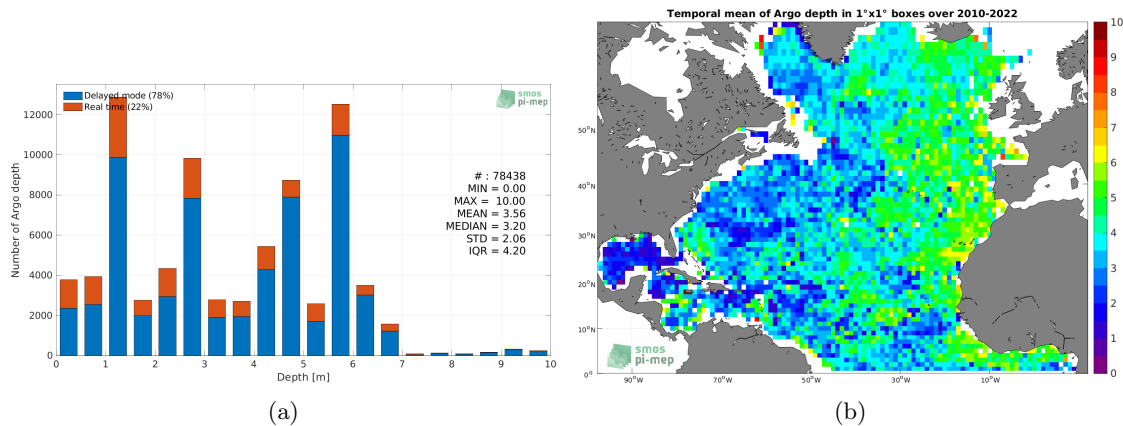 Delayed mode (78%)
Real time (22%)
smos
pi-mep
# : 78438
MIN = 0.00
MAX = 10.00
MEAN = 3.56
MEDIAN = 3.20
STD = 2.06
IQR = 4.20
Number of Argo depth
12000
10000
8000
6000
4000
2000
0
0 1 2 3 4 5 6 7 8 9 10
Depth [m]
(a)
Temporal mean of Argo depth in 1°x1° boxes over 2010-2022
50°N
40°N
30°N
20°N
10°N
0°
90°W 70°W 50°W 30°W 10°W
smos
pi-mep
10
9
8
7
6
5
4
3
2
1
0
(b)